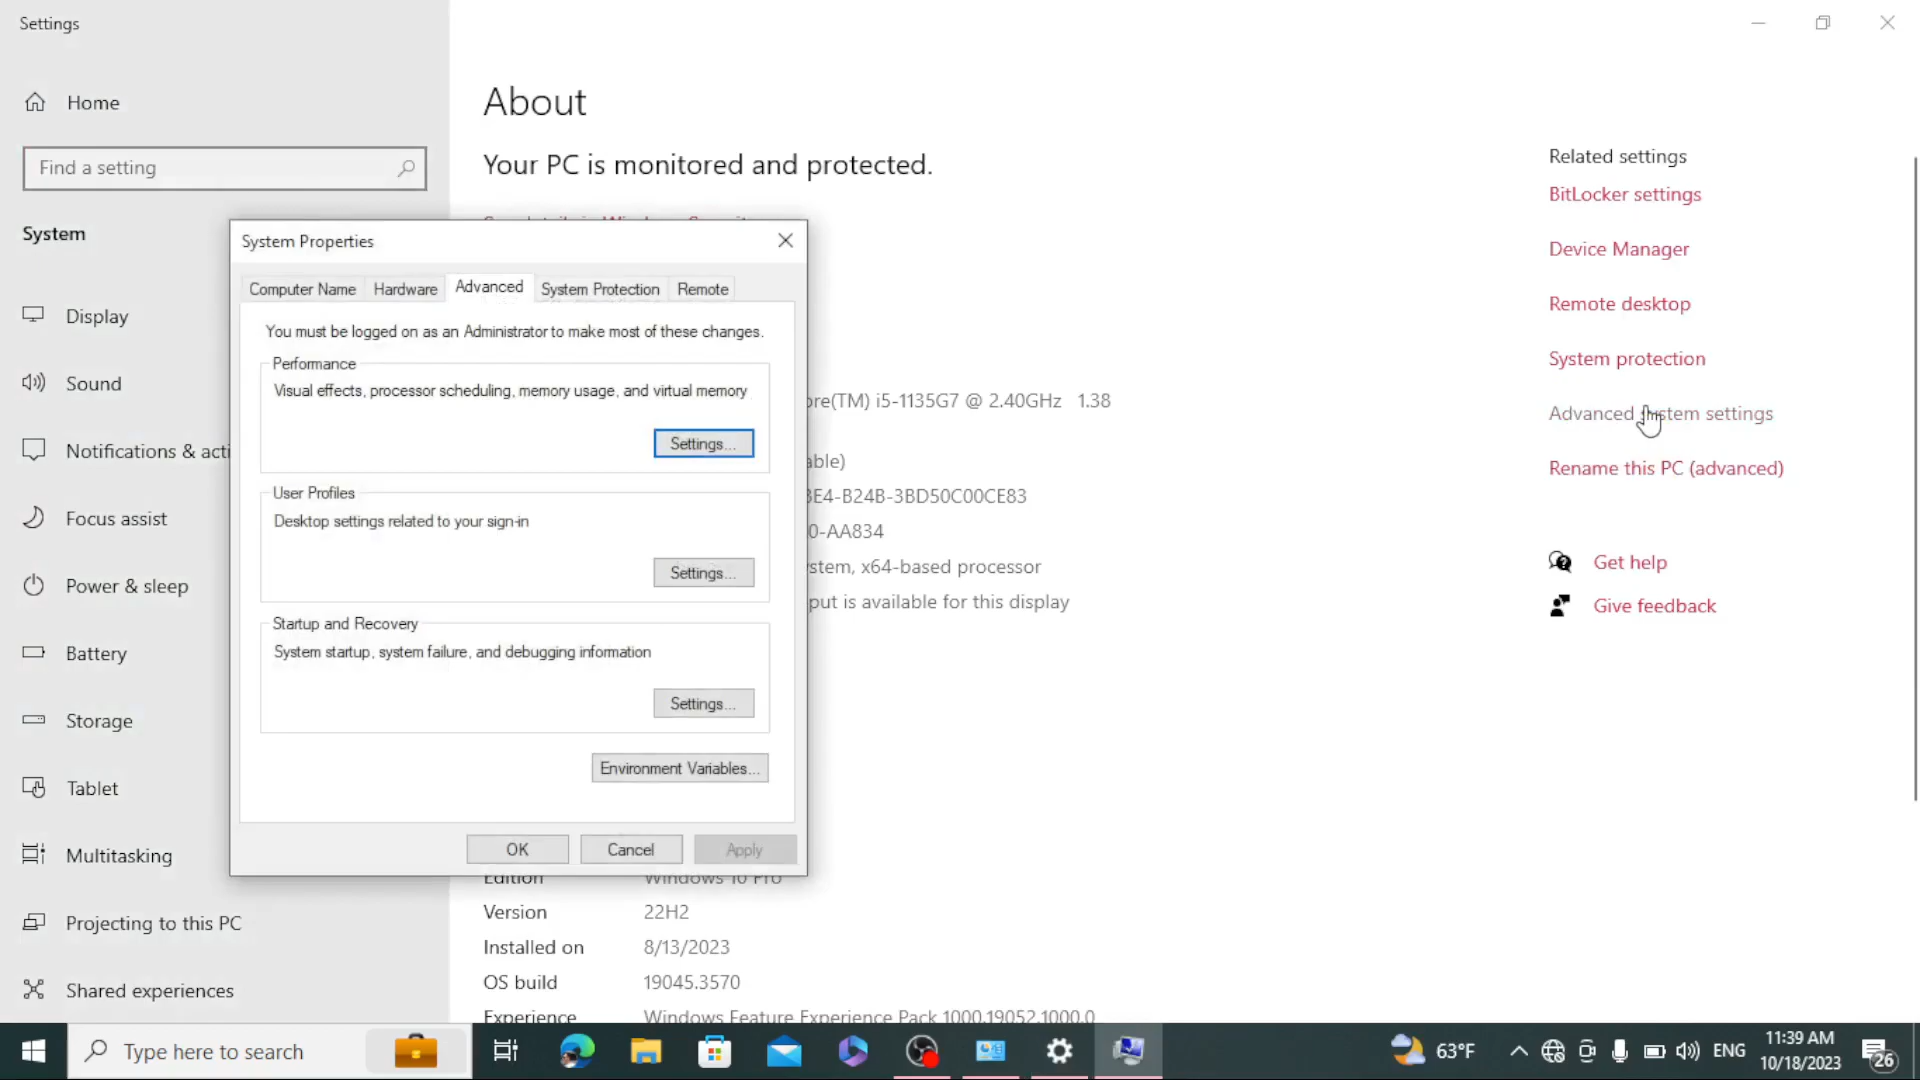 Settings
Home
Find a setting
System
Display
Sound
Notifications & acti
Focus assist
Power & sleep
Battery
Storage
Tablet
Multitasking
Projecting to this PC
Shared experiences
About
Your PC is monitored and protected.
System Properties
Computer Name Hardware Advanced System Protection Remote
You must be logged on as an Administrator to make most of these changes.
Performance
Visual effects, processor scheduling, memory usage, and virtual memory
Settings...
User Profiles
Desktop settings related to your sign-in
Settings...
Startup and Recovery
System startup, system failure, and debugging information
Settings...
Environment Variables...
OK Cancel Apply
ore(TM) i5-1135G7 @ 2.40GHz 1.38
able)
3E4-B24B-3BD50C00CE83
0-AA834
stem, x64-based processor
put is available for this display
Edition Windows 10 Pro
Version 22H2
Installed on 8/13/2023
OS build 19045.3570
Experience Windows Feature Experience Pack 1000.19052.1000.0
Related settings
BitLocker settings
Device Manager
Remote desktop
System protection
Advanced system settings
Rename this PC (advanced)
Get help
Give feedback
Type here to search
63°F
ENG
11:39 AM
10/18/2023
26